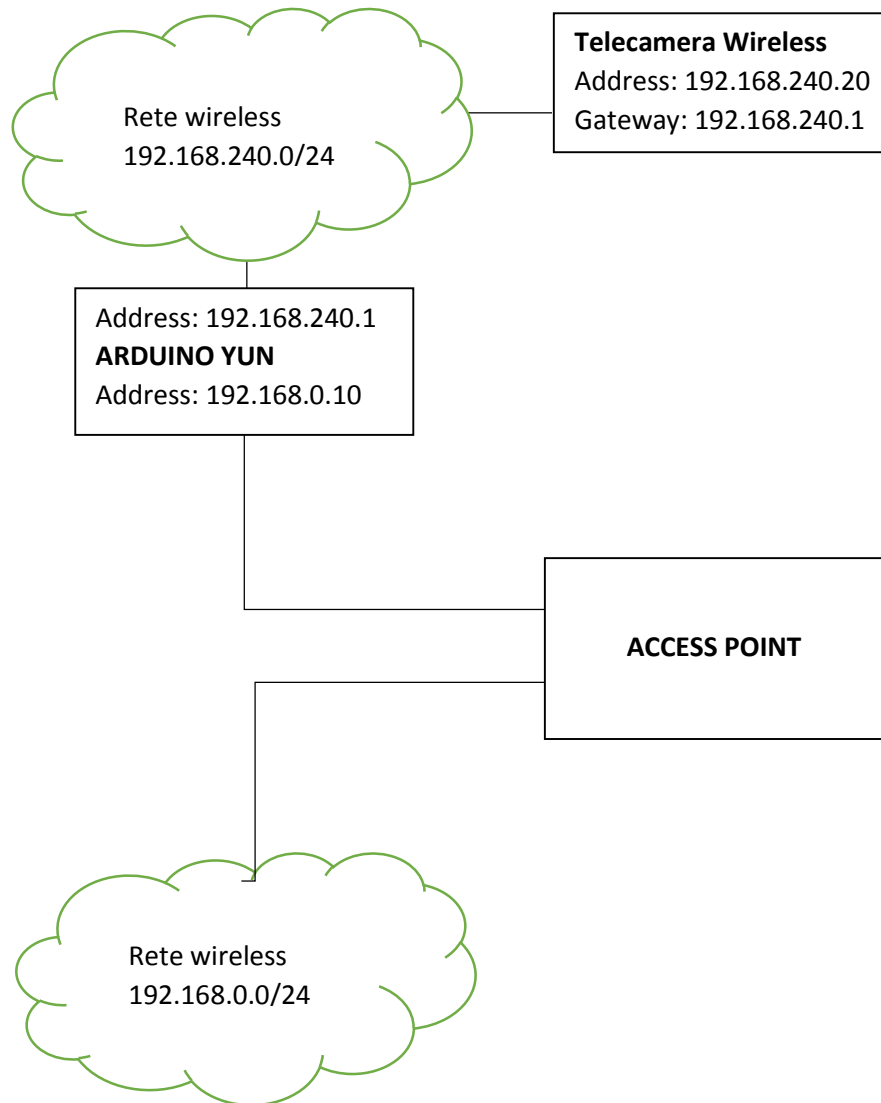 Telecamera Wireless
Address: 192.168.240.20
Gateway: 192.168.240.1
Rete wireless
192.168.240.0/24
Address: 192.168.240.1
ARDUINO YUN
Address: 192.168.0.10
ACCESS POINT
Rete wireless
192.168.0.0/24